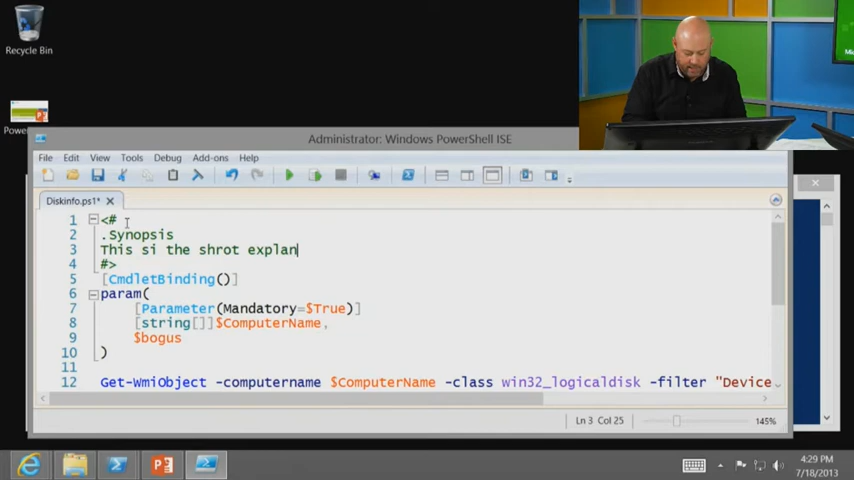 Recycle Bin
Mic
Power
Administrator: Windows PowerShell ISE
File Edit View Tools Debug Add-ons Help
Diskinfo.ps1* X
1 <#
2 .Synopsis
3 This si the shrot explan
4 #>
5 [CmdletBinding()]
6 param(
7 [Parameter(Mandatory=$True)]
8 [string[]]$ComputerName,
9 $bogus
10 )
11
12 Get-WmiObject -computername $ComputerName -class win32_logicaldisk -filter "Device
Ln 3 Col 25 145%
4:29 PM
7/18/2013